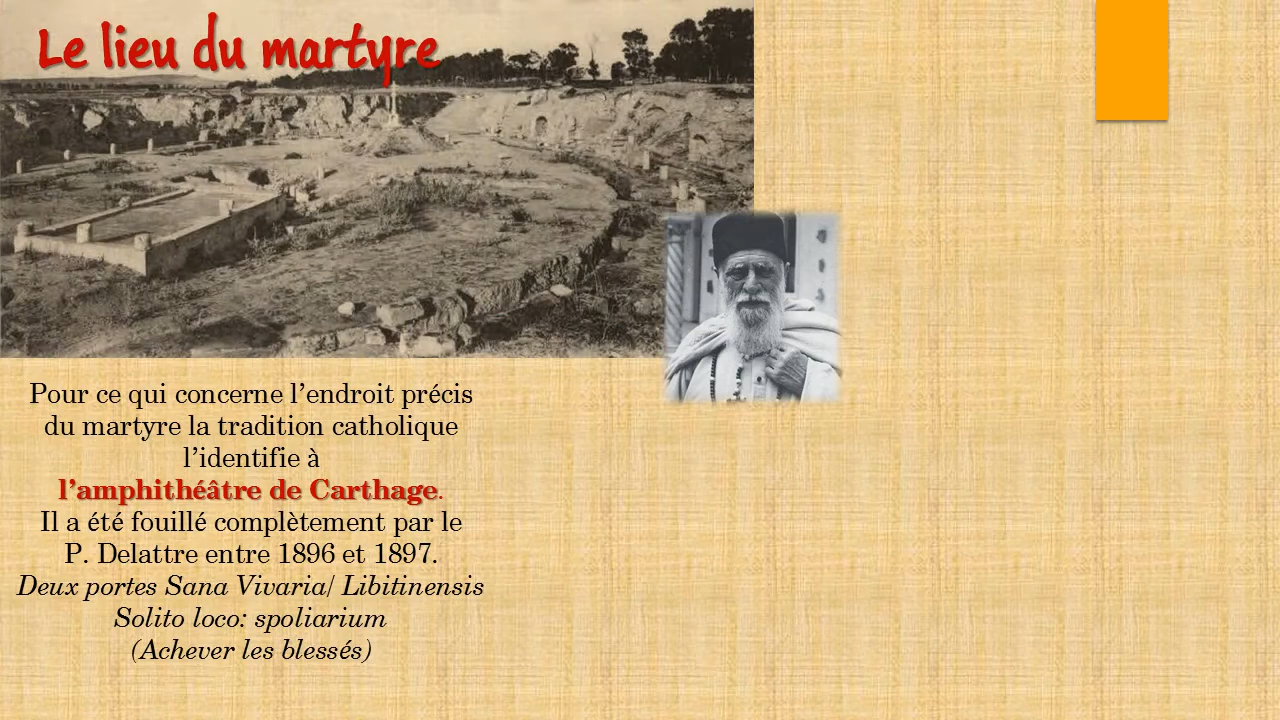 Le lieu du martyre
Pour ce qui concerne l’endroit précis
du martyre la tradition catholique
l’identifie à
l’amphithéâtre de Carthage.
Il a été fouillé complètement par le
P. Delattre entre 1896 et 1897.
Deux portes Sana Vivaria/ Libitinensis
Solito loco: spoliarium
(Achever les blessés)